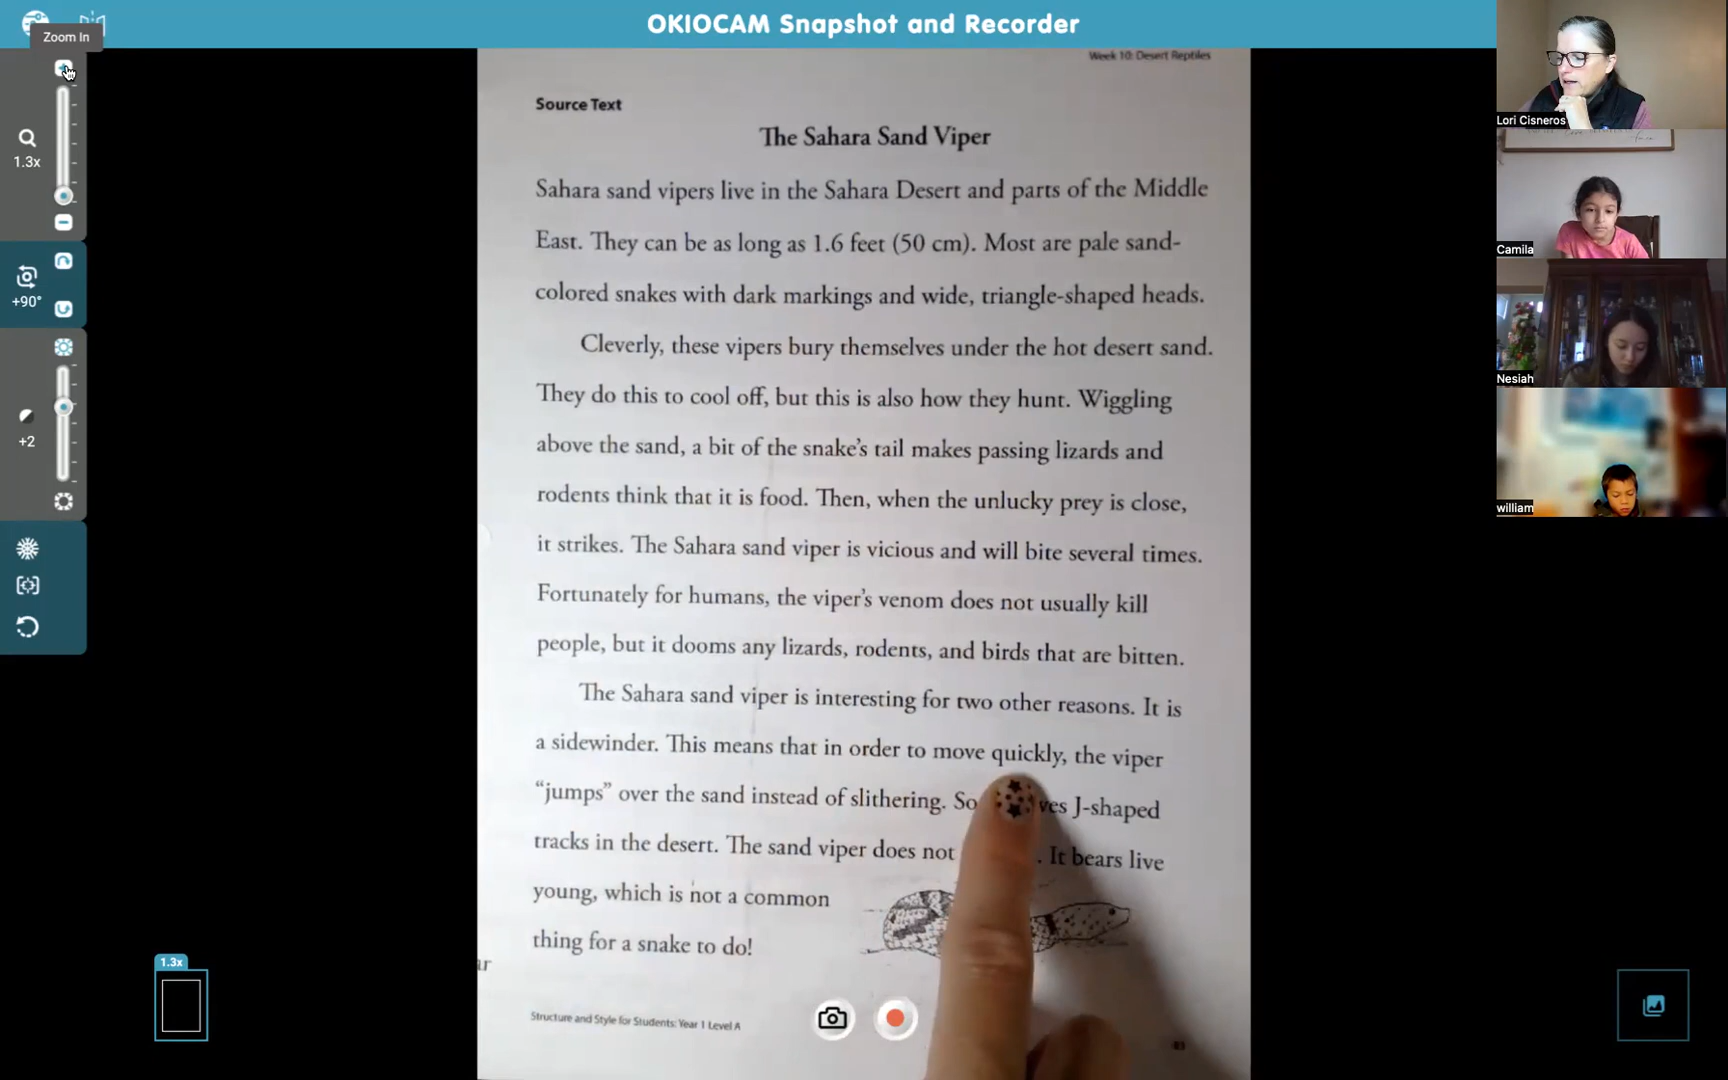 OKIOCAM Snapshot and Recorder
Zoom In
1.3x
+90°
+2
1.3x
Week 10: Desert Reptiles
Source Text
The Sahara Sand Viper
Sahara sand vipers live in the Sahara Desert and parts of the Middle
East. They can be as long as 1.6 feet (50 cm). Most are pale sand-
colored snakes with dark markings and wide, triangle-shaped heads.
Cleverly, these vipers bury themselves under the hot desert sand.
They do this to cool off, but this is also how they hunt. Wiggling
above the sand, a bit of the snake's tail makes passing lizards and
rodents think that it is food. Then, when the unlucky prey is close,
it strikes. The Sahara sand viper is vicious and will bite several times.
Fortunately for humans, the viper's venom does not usually kill
people, but it dooms any lizards, rodents, and birds that are bitten.
The Sahara sand viper is interesting for two other reasons. It is
a sidewinder. This means that in order to move quickly, the viper
“jumps” over the sand instead of slithering. So ves J-shaped
tracks in the desert. The sand viper does not . It bears live
young, which is not a common
thing for a snake to do!
ar
Structure and Style for Students: Year 1 Level A
83
Lori Cisneros
Camila
Nesiah
william